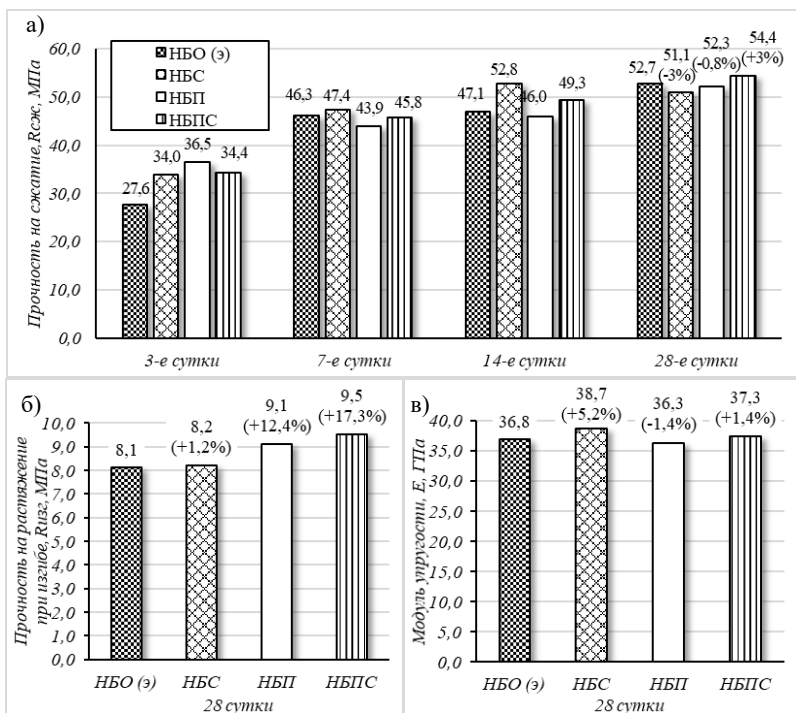 а)
Прочность на сжатие, Rсж, МПа
60,0
50,0
40,0
30,0
20,0
10,0
0,0
НБО (э)
НБС
НБП
НБПС
27,6
34,0
36,5
34,4
46,3
47,4
43,9
45,8
47,1
52,8
46,0
49,3
52,7
51,1
(-3%)
52,3
(-0,8%)
54,4
(+3%)
3-е сутки
7-е сутки
14-е сутки
28-е сутки
б)
Прочность на растяжение
при изгибе, Rизг, МПа
10,0
9,0
8,0
7,0
6,0
5,0
4,0
3,0
2,0
1,0
0,0
8,1
8,2
(+1,2%)
9,1
(+12,4%)
9,5
(+17,3%)
НБО (э)
НБС
НБП
НБПС
28 сутки
в)
Модуль упругости, E, ГПа
40,0
35,0
30,0
25,0
20,0
15,0
10,0
5,0
0,0
36,8
38,7
(+5,2%)
36,3
(-1,4%)
37,3
(+1,4%)
НБО (э)
НБС
НБП
НБПС
28 сутки